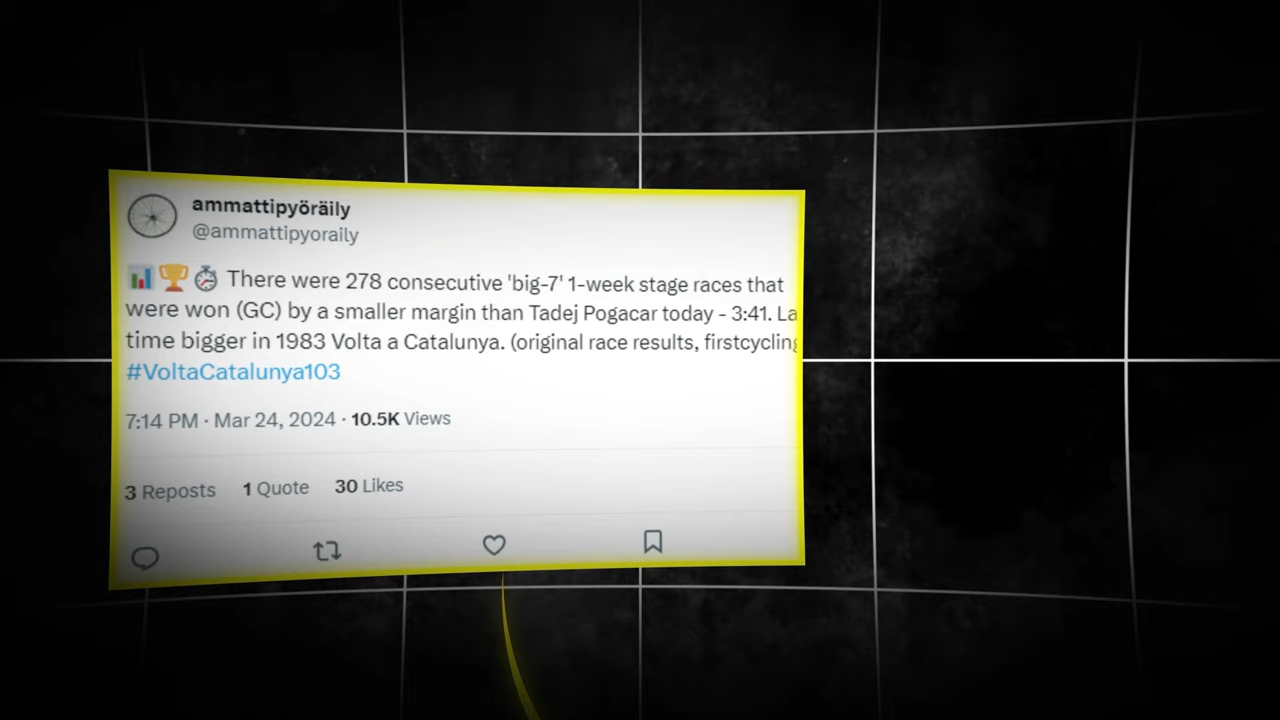 ammattipyöräily
@ammattipyoraily
📊🏆⏱️ There were 278 consecutive 'big-7' 1-week stage races that
were won (GC) by a smaller margin than Tadej Pogacar today - 3:41. La
time bigger in 1983 Volta a Catalunya. (original race results, firstcycling
#VoltaCatalunya103
7:14 PM · Mar 24, 2024 · 10.5K Views
3 Reposts 1 Quote 30 Likes